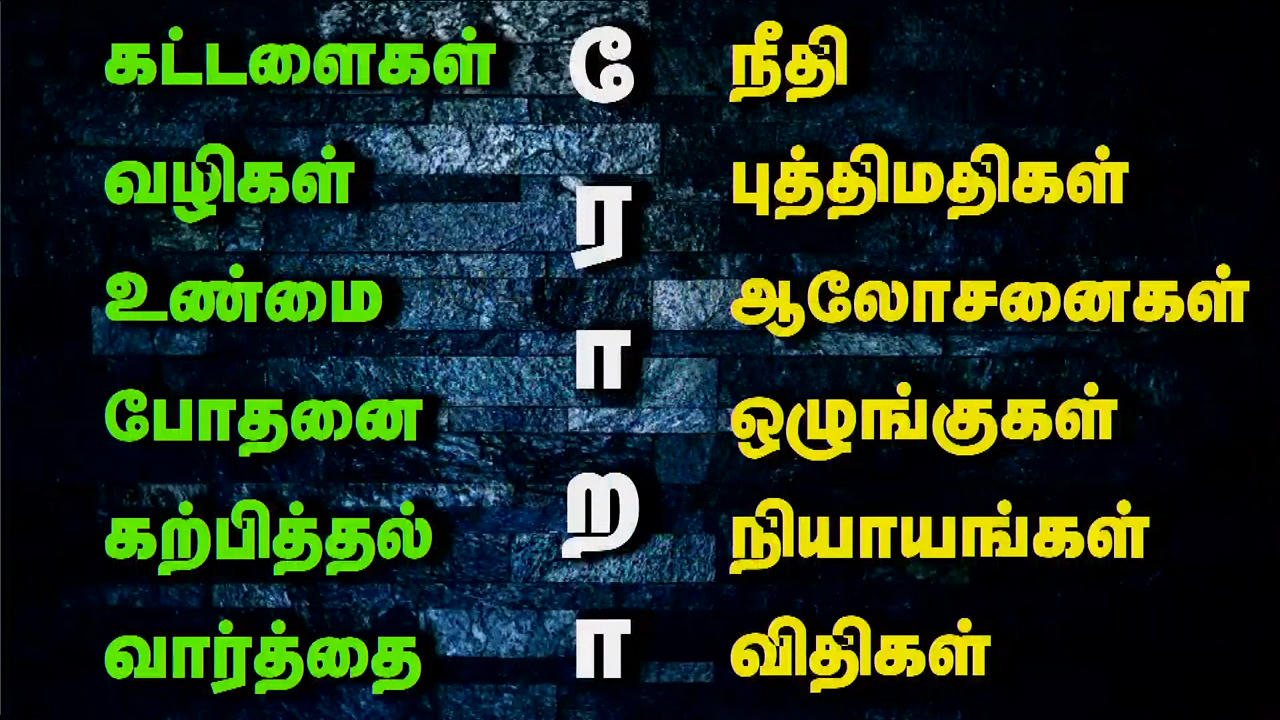 கட்டளைகள்
வழிகள்
உண்மை
போதனை
கற்பித்தல்
வார்த்தை
ே
ர
ா
ற
ா
நீதி
புத்திமதிகள்
ஆலோசனைகள்
ஒழுங்குகள்
நியாயங்கள்
விதிகள்